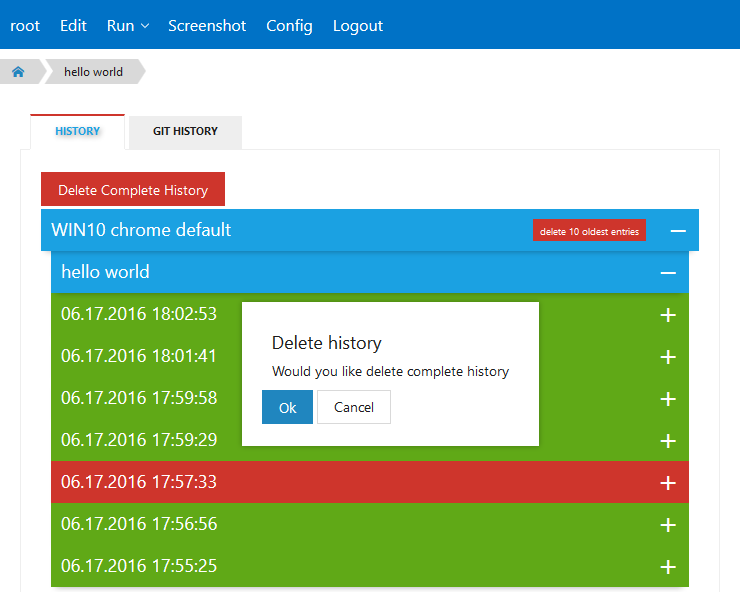 root Edit Run Screenshot Config Logout
hello world
HISTORY GIT HISTORY
Delete Complete History
WIN10 chrome default delete 10 oldest entries
hello world
06.17.2016 18:02:53
06.17.2016 18:01:41
06.17.2016 17:59:58
06.17.2016 17:59:29
Delete history
Would you like delete complete history
Ok Cancel
06.17.2016 17:57:33
06.17.2016 17:56:56
06.17.2016 17:55:25